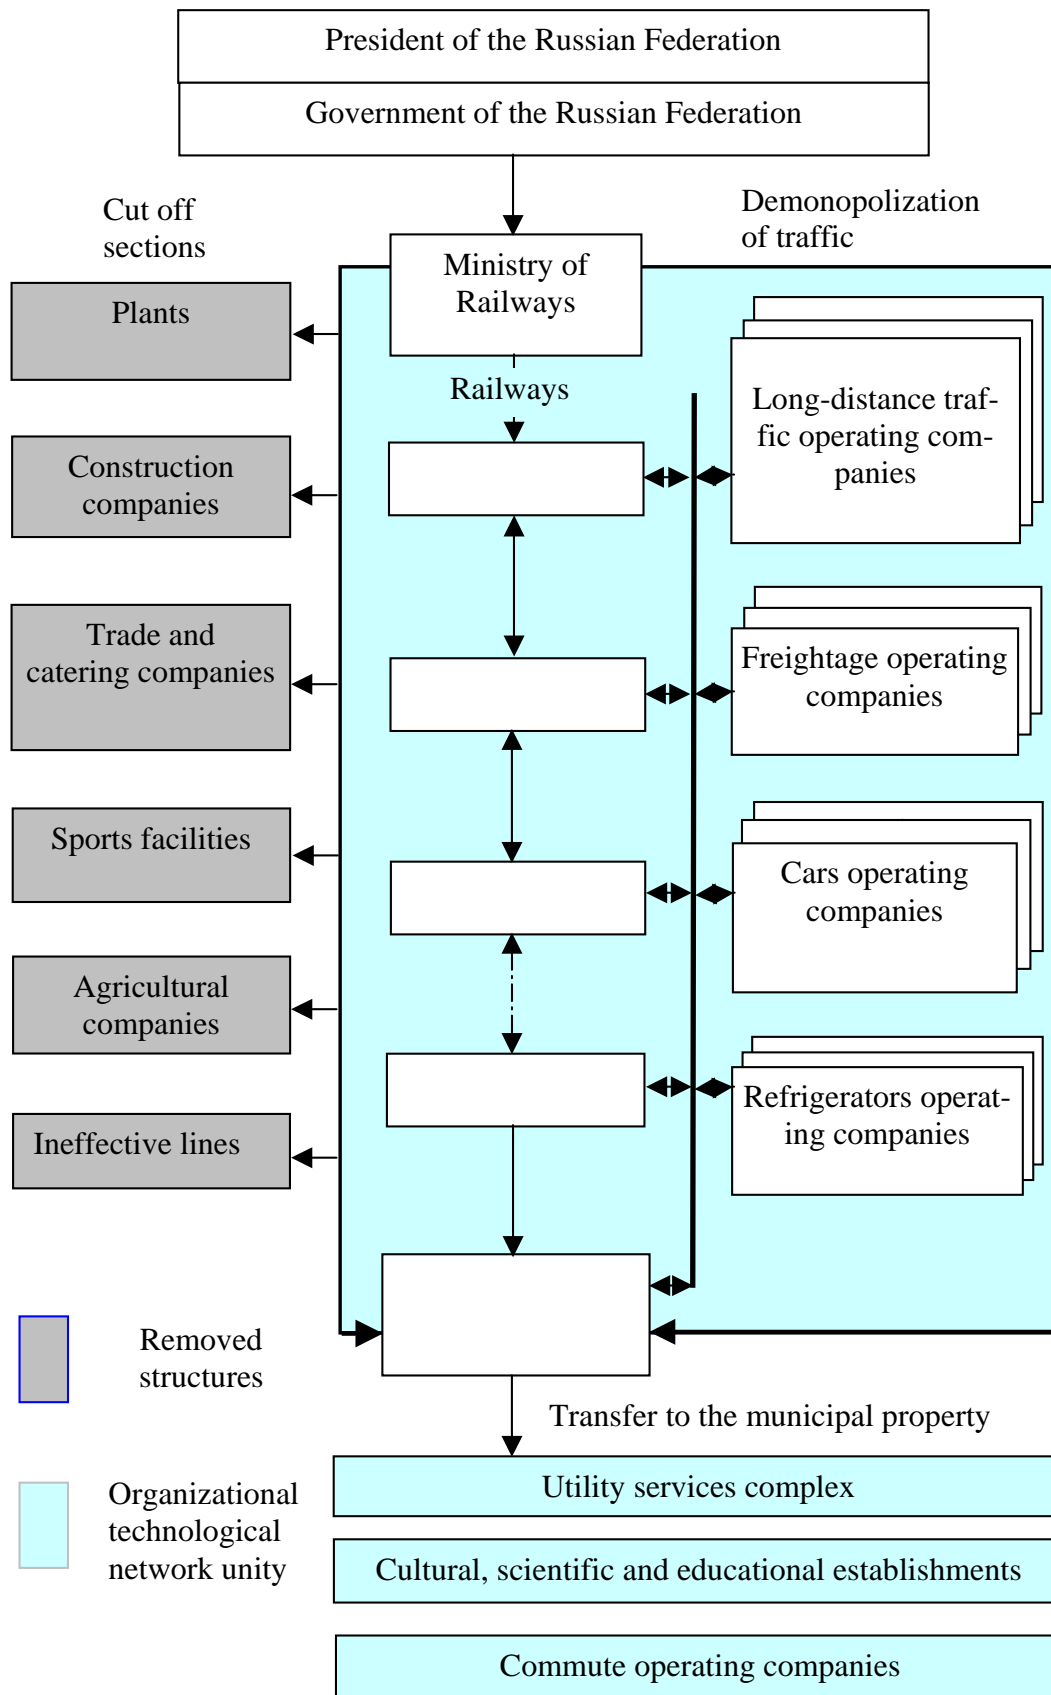 President of the Russian Federation
Government of the Russian Federation
Cut off
sections
Demonopolization
of traffic
Ministry of
Railways
Plants
Railways
Long-distance traf-
fic operating com-
panies
Construction
companies
Trade and
catering companies
Freightage operating
companies
Sports facilities
Cars operating
companies
Agricultural
companies
Refrigerators operat-
ing companies
Ineffective lines
Removed
structures
Transfer to the municipal property
Organizational
technological
network unity
Utility services complex
Cultural, scientific and educational establishments
Commute operating companies